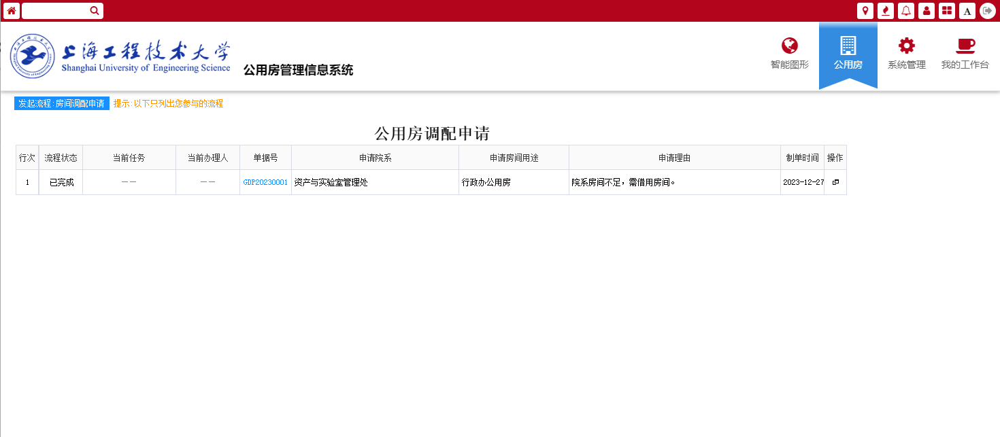 A
上海工程技术大学
Shanghai University of Engineering Science
公用房管理信息系统
智能图形
公用房
系统管理
我的工作台
发起流程:房间调配申请 提示:以下只列出您参与的流程
公用房调配申请
行次 流程状态 当前任务 当前办理人 单据号 申请院系 申请房间用途 申请理由 制单时间 操作
1 已完成 —— —— GDP20230001 资产与实验室管理处 行政办公用房 院系房间不足，需借用房间。 2023-12-27